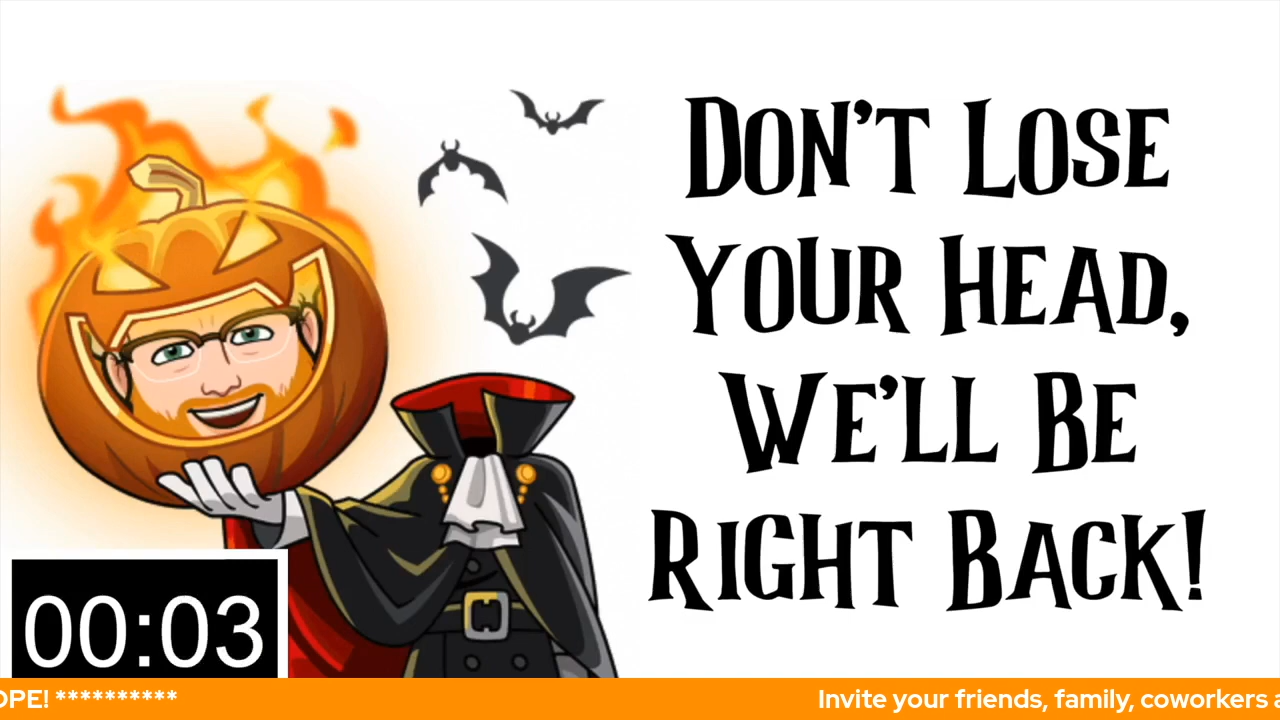 DON'T LOSE
YOUR HEAD,
WE'LL BE
RIGHT BACK!
00:03
OPE! **********
Invite your friends, family, coworkers a